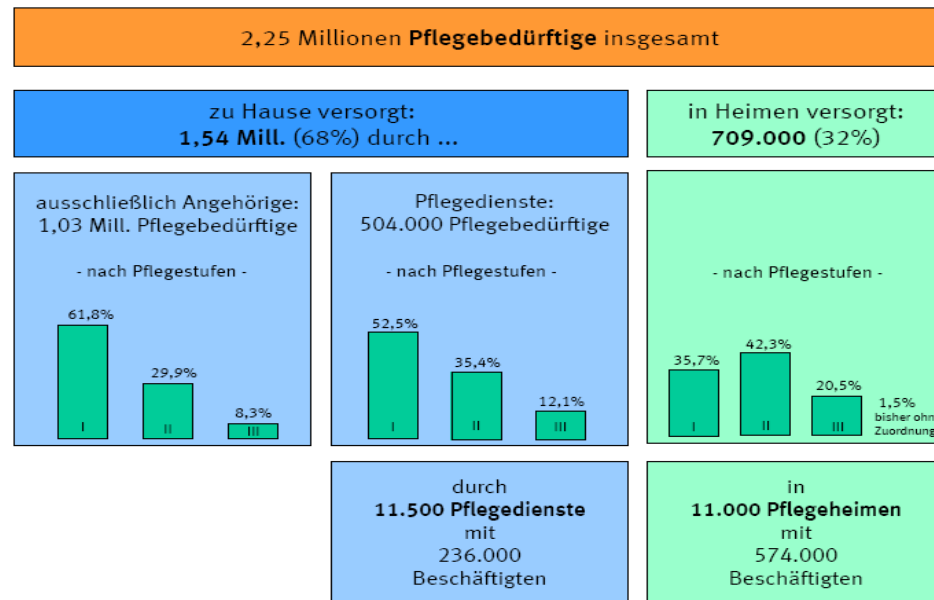 2,25 Millionen Pflegebedürftige insgesamt
zu Hause versorgt:
1,54 Mill. (68%) durch ...
in Heimen versorgt:
709.000 (32%)
ausschließlich Angehörige:
1,03 Mill. Pflegebedürftige
- nach Pflegestufen -
61,8%
29,9%
8,3%
I
II
III
Pflegedienste:
504.000 Pflegebedürftige
- nach Pflegestufen -
52,5%
35,4%
12,1%
I
II
III
- nach Pflegestufen -
35,7%
42,3%
20,5%
1,5%
bisher ohn
Zuordnung
I
II
III
durch
11.500 Pflegedienste
mit
236.000
Beschäftigten
in
11.000 Pflegeheimen
mit
574.000
Beschäftigten